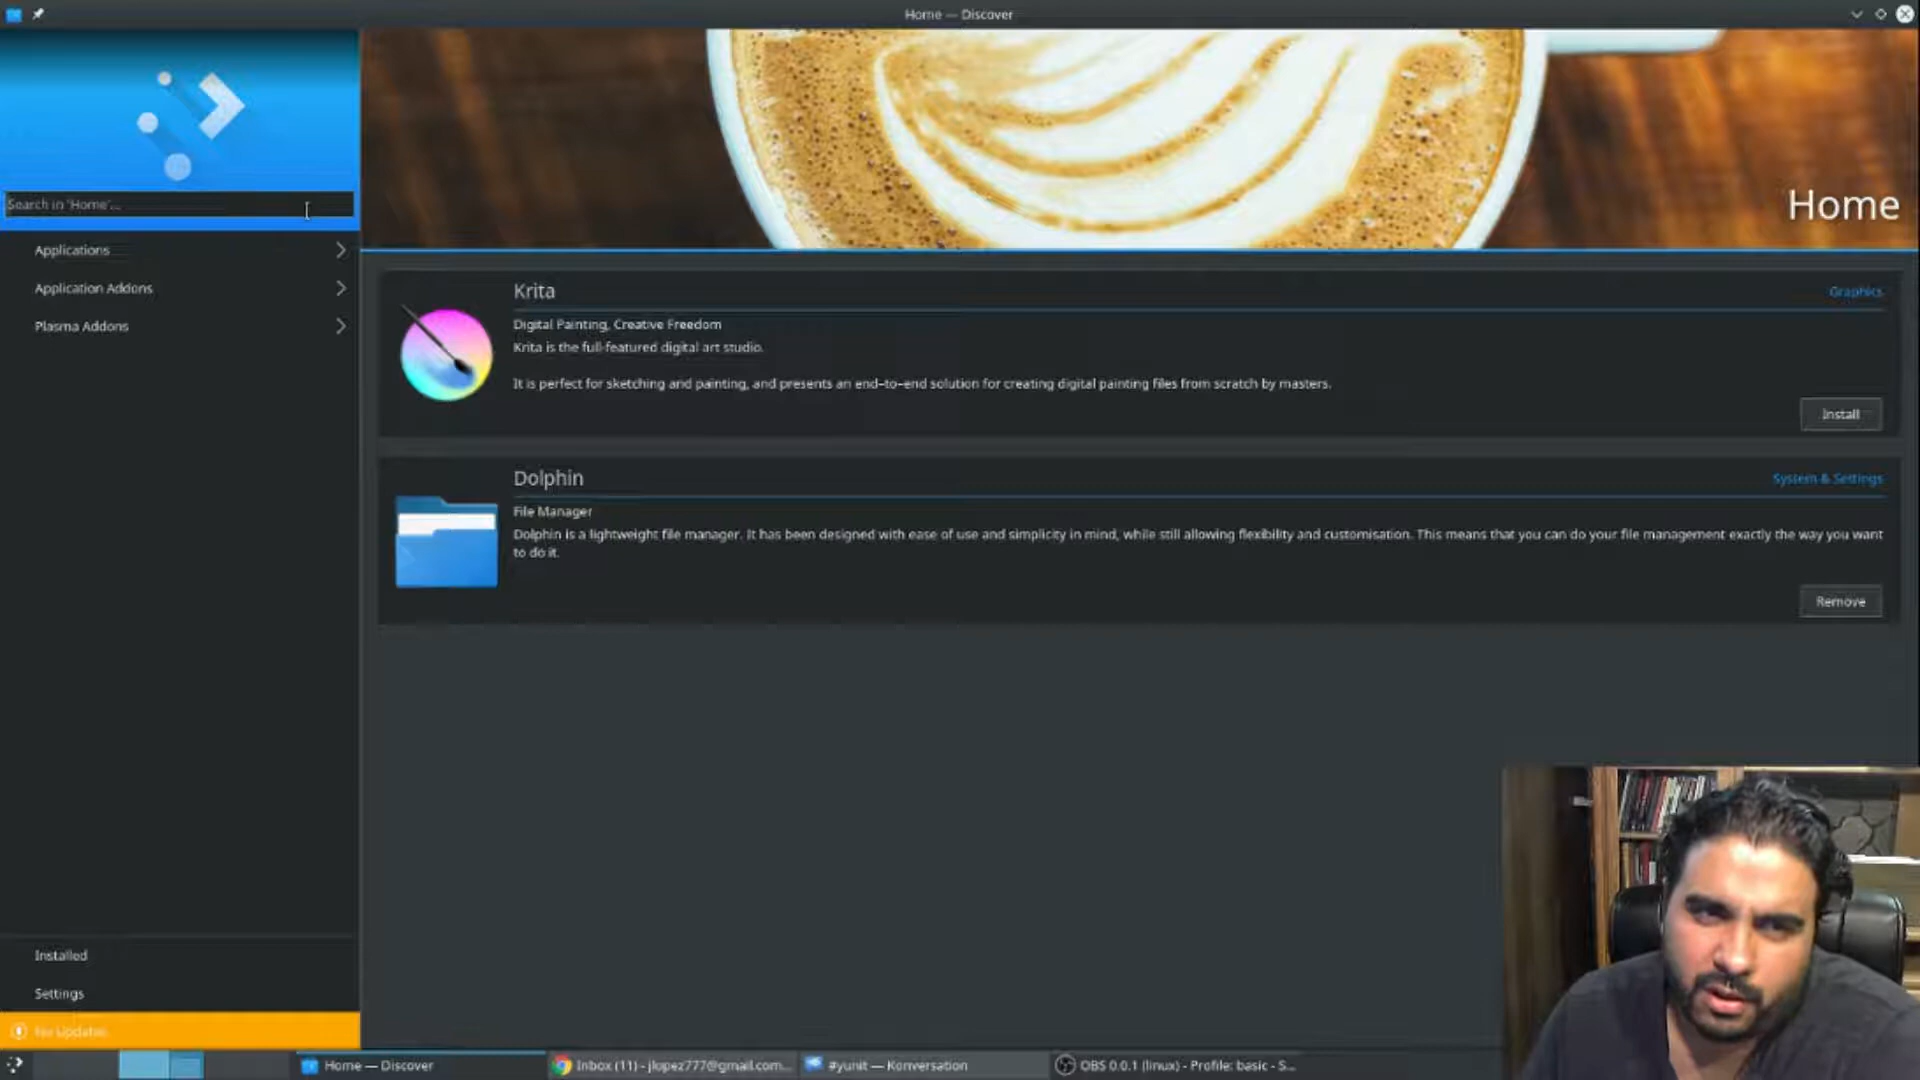 Home — Discover
Search in 'Home'...
Home
Applications
Application Addons
Plasma Addons
Krita
Graphics
Digital Painting, Creative Freedom
Krita is the full-featured digital art studio.
It is perfect for sketching and painting, and presents an end–to–end solution for creating digital painting files from scratch by masters.
Install
Dolphin
System & Settings
File Manager
Dolphin is a lightweight file manager. It has been designed with ease of use and simplicity in mind, while still allowing flexibility and customisation. This means that you can do your file management exactly the way you want
to do it.
Remove
Installed
Settings
No Updates
Home — Discover
Inbox (11) - jlopez777@gmail.com...
#yunit — Konversation
OBS 0.0.1 (linux) - Profile: basic - S...